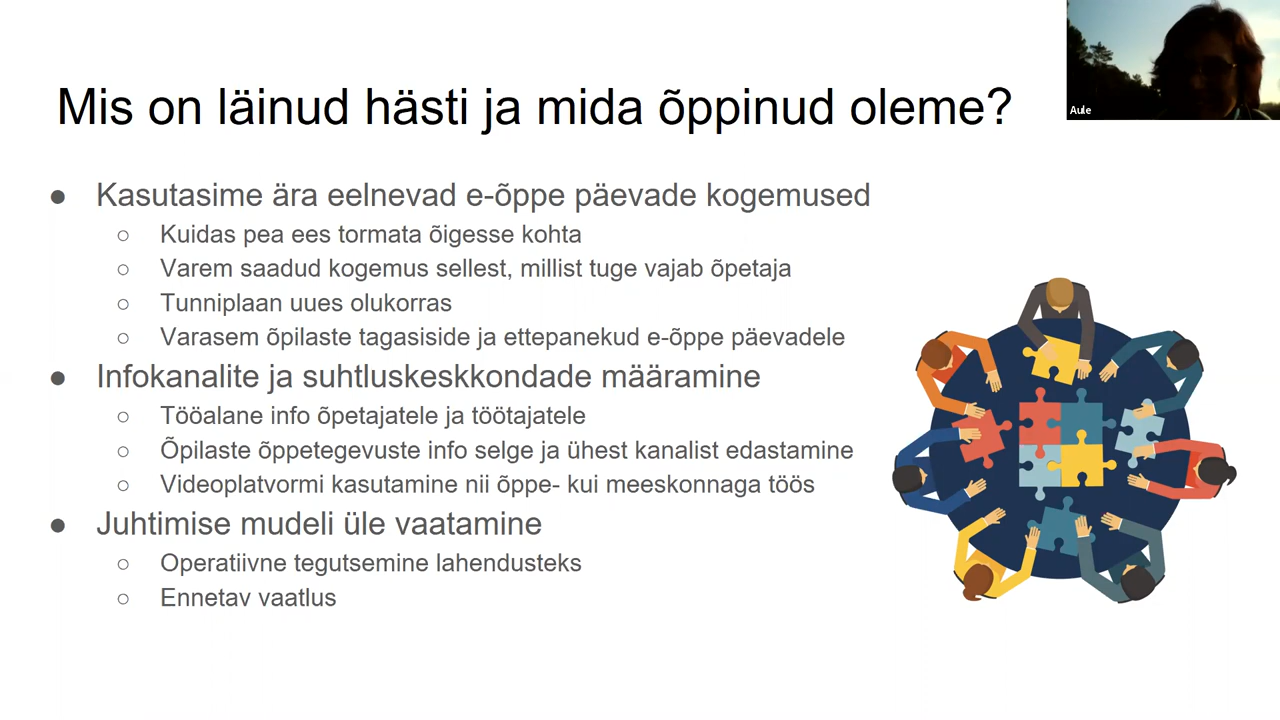 Mis on läinud hästi ja mida õppinud oleme?
Aule
● Kasutasime ära eelnevad e-õppe päevade kogemused
○ Kuidas pea ees tormata õigesse kohta
○ Varem saadud kogemus sellest, millist tuge vajab õpetaja
○ Tunniplaan uues olukorras
○ Varasem õpilaste tagasiside ja ettepanekud e-õppe päevadele
● Infokanalite ja suhtluskeskkondade määramine
○ Tööalane info õpetajatele ja töötajatele
○ Õpilaste õppetegevuste info selge ja ühest kanalist edastamine
○ Videoplatvormi kasutamine nii õppe- kui meeskonnaga töös
● Juhtimise mudeli üle vaatamine
○ Operatiivne tegutsemine lahendusteks
○ Ennetav vaatlus